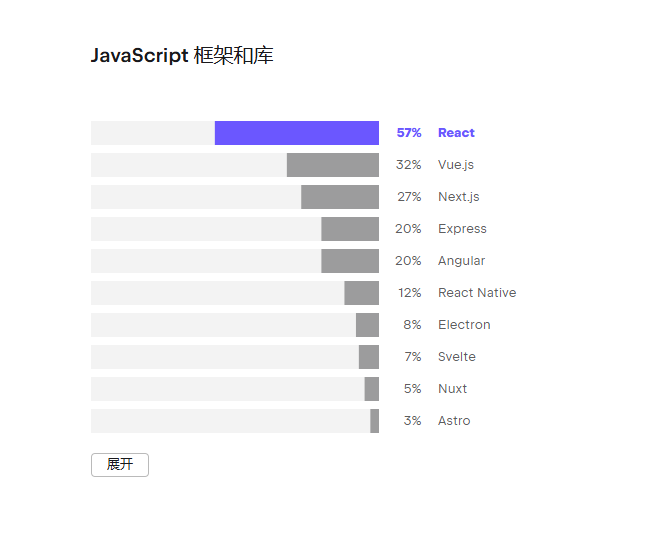 JavaScript 框架和库
57% React
32% Vue.js
27% Next.js
20% Express
20% Angular
12% React Native
8% Electron
7% Svelte
5% Nuxt
3% Astro
展开